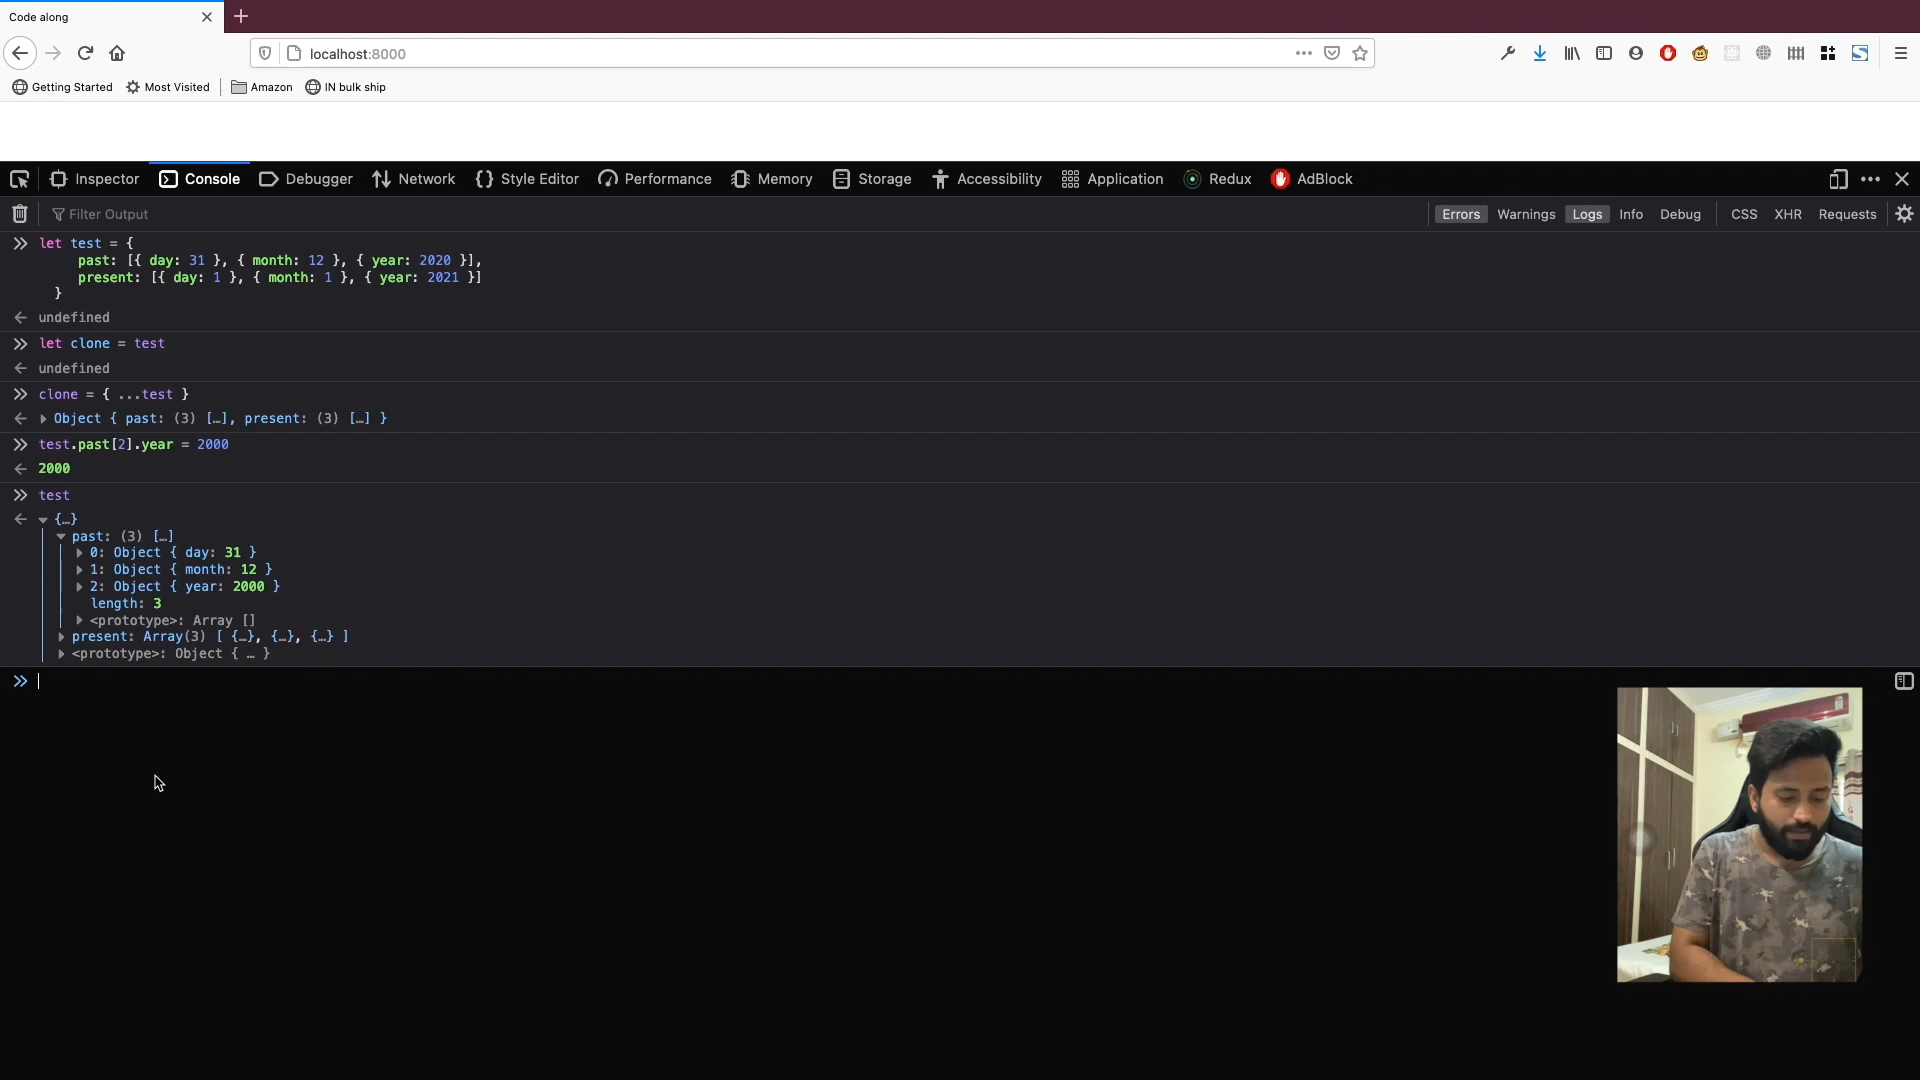 Code along
localhost:8000
Getting Started Most Visited Amazon IN bulk ship
Inspector Console Debugger Network Style Editor Performance Memory Storage Accessibility Application Redux AdBlock
Filter Output Errors Warnings Logs Info Debug CSS XHR Requests
let test = {
past: [{ day: 31 }, { month: 12 }, { year: 2020 }],
present: [{ day: 1 }, { month: 1 }, { year: 2021 }]
}
undefined
let clone = test
undefined
clone = { ...test }
Object { past: (3) […], present: (3) […] }
test.past[2].year = 2000
2000
test
{…}
past: (3) […]
0: Object { day: 31 }
1: Object { month: 12 }
2: Object { year: 2000 }
length: 3
<prototype>: Array []
present: Array(3) [ {…}, {…}, {…} ]
<prototype>: Object { … }